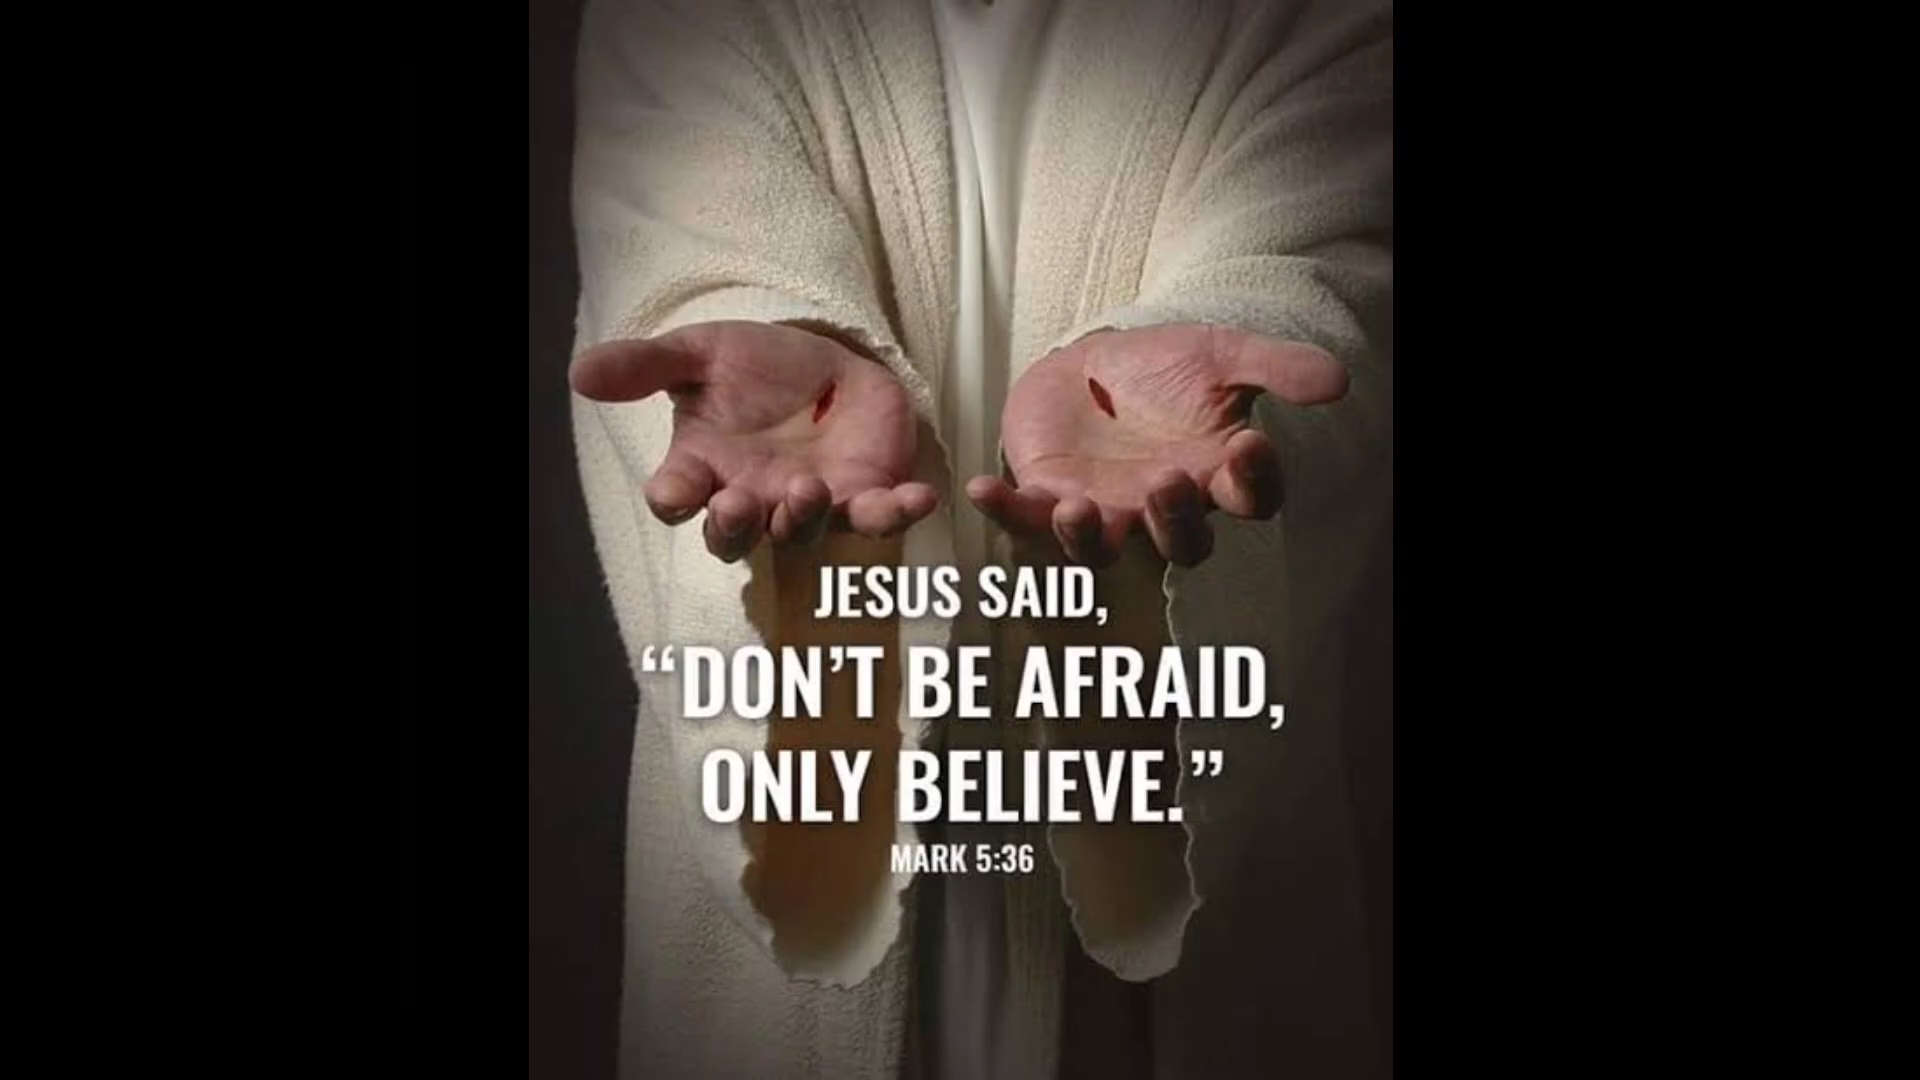 JESUS SAID,
“DON’T BE AFRAID,
ONLY BELIEVE.”
MARK 5:36